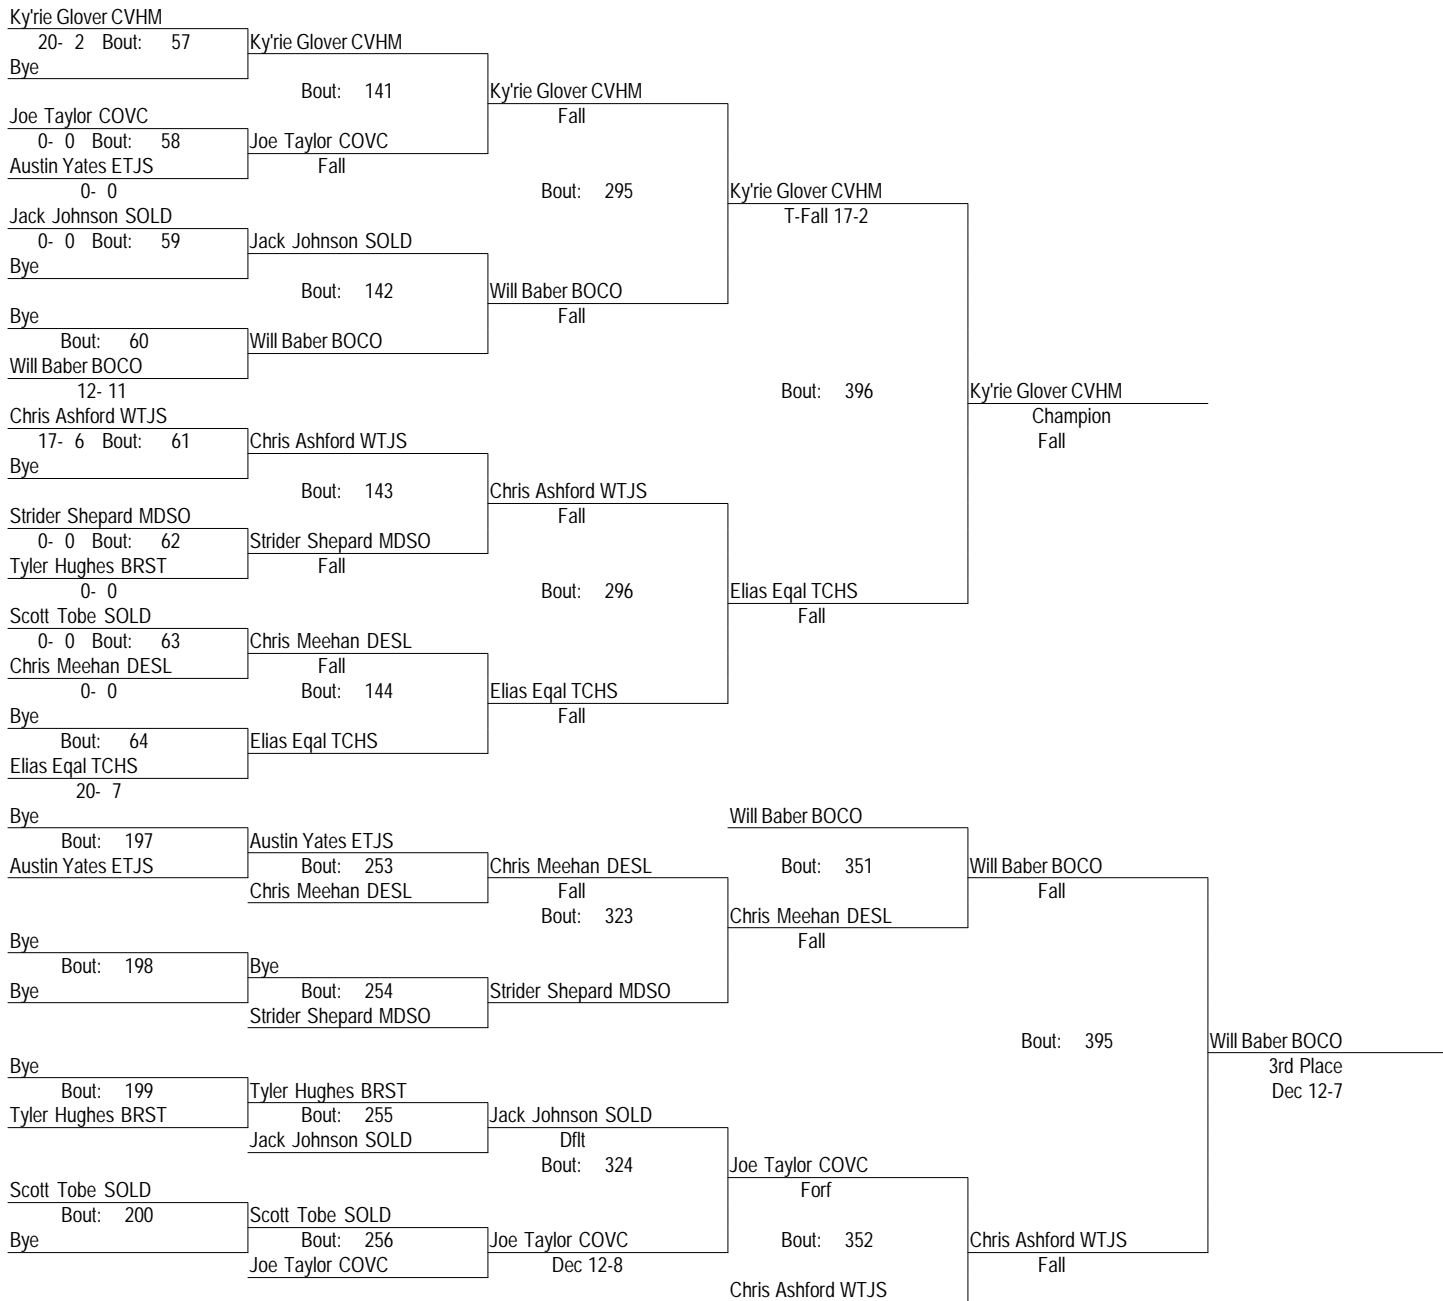 Ky'rie Glover CVHM
20- 2 Bout: 57 Ky'rie Glover CVHM
Bye
Bout: 141 Ky'rie Glover CVHM
Joe Taylor COVC Fall
0- 0 Bout: 58 Joe Taylor COVC
Austin Yates ETJS Fall
0- 0 Bout: 295 Ky'rie Glover CVHM
Jack Johnson SOLD T-Fall 17-2
0- 0 Bout: 59 Jack Johnson SOLD
Bye
Bout: 142 Will Baber BOCO
Bye Fall
Bout: 60 Will Baber BOCO
Will Baber BOCO
12- 11 Bout: 396 Ky'rie Glover CVHM
Chris Ashford WTJS Champion
17- 6 Bout: 61 Chris Ashford WTJS Fall
Bye
Bout: 143 Chris Ashford WTJS
Strider Shepard MDSO Fall
0- 0 Bout: 62 Strider Shepard MDSO
Tyler Hughes BRST Fall
0- 0 Bout: 296 Elias Eqal TCHS
Scott Tobe SOLD Fall
0- 0 Bout: 63 Chris Meehan DESL
Chris Meehan DESL Fall
0- 0 Bout: 144 Elias Eqal TCHS
Bye Fall
Bout: 64 Elias Eqal TCHS
Elias Eqal TCHS
20- 7
Bye Will Baber BOCO
Bout: 197 Austin Yates ETJS
Austin Yates ETJS Bout: 253 Chris Meehan DESL Bout: 351 Will Baber BOCO
Chris Meehan DESL Fall Fall
Bout: 323 Chris Meehan DESL
Bye Fall
Bout: 198 Bye
Bye Bout: 254 Strider Shepard MDSO
Strider Shepard MDSO
Bout: 395 Will Baber BOCO
Bye 3rd Place
Bout: 199 Tyler Hughes BRST Dec 12-7
Tyler Hughes BRST Bout: 255 Jack Johnson SOLD
Jack Johnson SOLD Dflt
Bout: 324 Joe Taylor COVC
Scott Tobe SOLD Forf
Bout: 200 Scott Tobe SOLD
Bye Bout: 256 Joe Taylor COVC Bout: 352 Chris Ashford WTJS
Joe Taylor COVC Dec 12-8 Fall
Chris Ashford WTJS